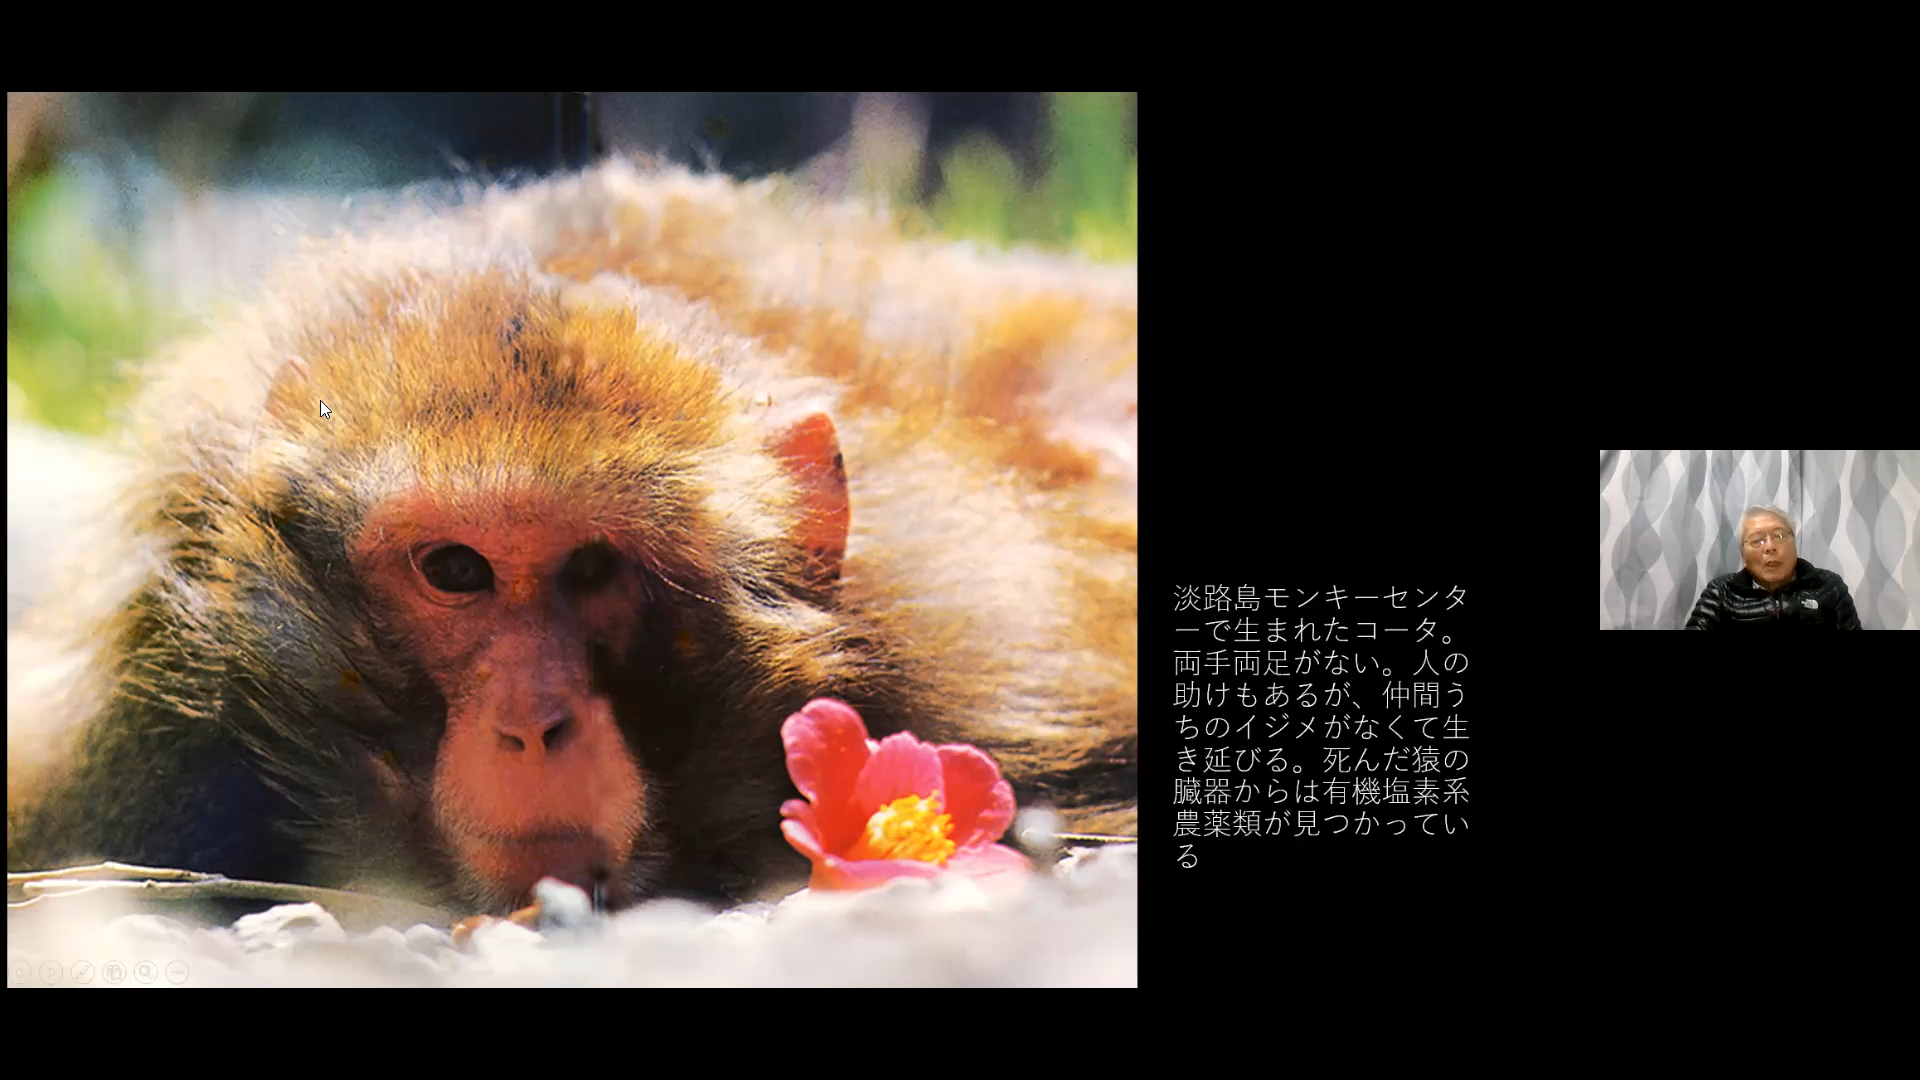 淡路島モンキーセンタ
ーで生まれたコータ。
両手両足がない。人の
助けもあるが、仲間う
ちのイジメがなくて生
き延びる。死んだ猿の
臓器からは有機塩素系
農薬類が見つかってい
る